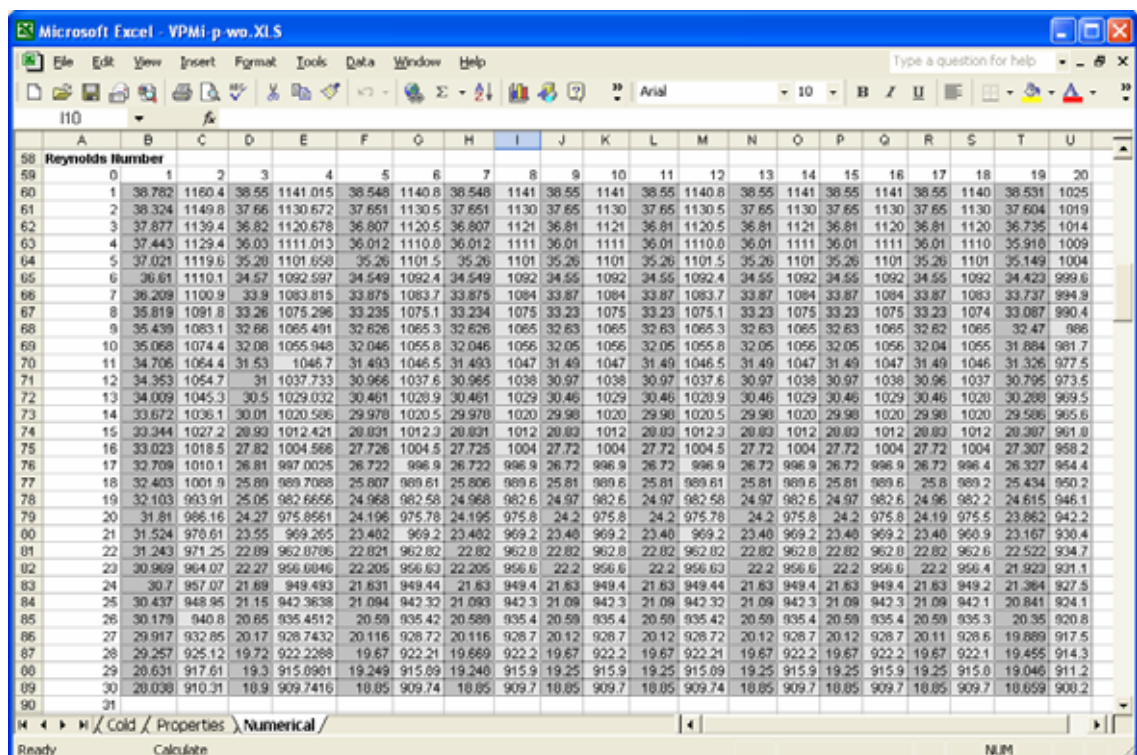 Microsoft Excel - VPMi-p-wo.XLS
File Edit View Insert Format Tools Data Window Help Type a question for help
Arial 10 B I U
I10 fx
A B C D E F G H I J K L M N O P Q R S T U
58 Reynolds Number
59 0 1 2 3 4 5 6 7 8 9 10 11 12 13 14 15 16 17 18 19 20
60 1 38.782 1160.4 38.55 1141.015 38.548 1140.8 38.548 1141 38.55 1141 38.55 1140.8 38.55 1141 38.55 1141 38.55 1140 38.531 1025
61 2 38.324 1149.8 37.66 1130.672 37.651 1130.5 37.651 1130 37.65 1130 37.65 1130.5 37.65 1130 37.65 1130 37.65 1130 37.604 1019
62 3 37.877 1139.4 36.82 1120.678 36.807 1120.5 36.807 1121 36.81 1121 36.81 1120.5 36.81 1121 36.81 1120 36.81 1120 36.735 1014
63 4 37.443 1129.4 36.03 1111.013 36.012 1110.8 36.012 1111 36.01 1111 36.01 1110.8 36.01 1111 36.01 1111 36.01 1110 35.918 1009
64 5 37.021 1119.6 35.28 1101.658 35.26 1101.5 35.26 1101 35.26 1101 35.26 1101.5 35.26 1101 35.26 1101 35.26 1101 35.149 1004
65 6 36.61 1110.1 34.57 1092.597 34.549 1092.4 34.549 1092 34.55 1092 34.55 1092.4 34.55 1092 34.55 1092 34.55 1092 34.423 999.6
66 7 36.209 1100.9 33.9 1083.815 33.875 1083.7 33.875 1084 33.87 1084 33.87 1083.7 33.87 1084 33.87 1084 33.87 1083 33.737 994.9
67 8 35.819 1091.8 33.26 1075.296 33.235 1075.1 33.234 1075 33.23 1075 33.23 1075.1 33.23 1075 33.23 1075 33.23 1074 33.087 990.4
68 9 35.439 1083.1 32.66 1065.491 32.626 1065.3 32.626 1065 32.63 1065 32.63 1065.3 32.63 1065 32.63 1065 32.62 1065 32.47 986
69 10 35.068 1074.4 32.08 1055.948 32.046 1055.8 32.046 1056 32.05 1056 32.05 1055.8 32.05 1056 32.05 1056 32.04 1055 31.884 981.7
70 11 34.706 1064.4 31.53 1046.7 31.493 1046.5 31.493 1047 31.49 1047 31.49 1046.5 31.49 1047 31.49 1047 31.49 1046 31.326 977.5
71 12 34.353 1054.7 31 1037.733 30.966 1037.6 30.965 1038 30.97 1038 30.97 1037.6 30.97 1038 30.97 1038 30.96 1037 30.795 973.5
72 13 34.009 1045.3 30.5 1029.032 30.461 1028.9 30.461 1029 30.46 1029 30.46 1028.9 30.46 1029 30.46 1029 30.46 1028 30.288 969.5
73 14 33.672 1036.1 30.01 1020.586 29.978 1020.5 29.978 1020 29.98 1020 29.98 1020.5 29.98 1020 29.98 1020 29.98 1020 29.586 965.6
74 15 33.344 1027.2 28.93 1012.421 28.831 1012.3 28.831 1012 28.83 1012 28.83 1012.3 28.83 1012 28.83 1012 28.83 1012 28.387 961.8
75 16 33.023 1018.5 27.82 1004.566 27.726 1004.5 27.725 1004 27.72 1004 27.72 1004.5 27.72 1004 27.72 1004 27.72 1004 27.307 958.2
76 17 32.709 1010.1 26.81 997.0025 26.722 996.9 26.722 996.9 26.72 996.9 26.72 996.9 26.72 996.9 26.72 996.9 26.72 996.4 26.327 954.4
77 18 32.403 1001.9 25.89 989.7088 25.807 989.61 25.806 989.6 25.81 989.6 25.81 989.61 25.81 989.6 25.81 989.6 25.8 989.2 25.434 950.2
78 19 32.103 993.91 25.05 982.6656 24.968 982.58 24.968 982.6 24.97 982.6 24.97 982.58 24.97 982.6 24.97 982.6 24.96 982.2 24.615 946.1
79 20 31.81 986.16 24.27 975.8561 24.196 975.78 24.195 975.8 24.2 975.8 24.2 975.78 24.2 975.8 24.2 975.8 24.19 975.5 23.862 942.2
80 21 31.524 978.61 23.55 969.265 23.482 969.2 23.482 969.2 23.48 969.2 23.48 969.2 23.48 969.2 23.48 969.2 23.48 968.9 23.167 938.4
81 22 31.243 971.25 22.89 962.8786 22.821 962.82 22.82 962.8 22.82 962.8 22.82 962.82 22.82 962.8 22.82 962.8 22.82 962.6 22.522 934.7
82 23 30.969 964.07 22.27 956.6846 22.205 956.63 22.205 956.6 22.2 956.6 22.2 956.63 22.2 956.6 22.2 956.6 22.2 956.4 21.923 931.1
83 24 30.7 957.07 21.69 949.493 21.631 949.44 21.63 949.4 21.63 949.4 21.63 949.44 21.63 949.4 21.63 949.4 21.63 949.2 21.364 927.5
84 25 30.437 948.95 21.15 942.3638 21.094 942.32 21.093 942.3 21.09 942.3 21.09 942.32 21.09 942.3 21.09 942.3 21.09 942.1 20.841 924.1
85 26 30.179 940.8 20.65 935.4512 20.59 935.42 20.589 935.4 20.59 935.4 20.59 935.42 20.59 935.4 20.59 935.4 20.59 935.3 20.35 920.8
86 27 29.917 932.85 20.17 928.7432 20.116 928.72 20.116 928.7 20.12 928.7 20.12 928.72 20.12 928.7 20.12 928.7 20.11 928.6 19.889 917.5
87 28 29.257 925.12 19.72 922.2288 19.67 922.21 19.669 922.2 19.67 922.2 19.67 922.21 19.67 922.2 19.67 922.2 19.67 922.1 19.455 914.3
88 29 28.631 917.61 19.3 915.8981 19.249 915.89 19.248 915.9 19.25 915.9 19.25 915.89 19.25 915.9 19.25 915.9 19.25 915.8 19.046 911.2
89 30 28.038 910.31 18.9 909.7416 18.85 909.74 18.85 909.7 18.85 909.7 18.85 909.74 18.85 909.7 18.85 909.7 18.85 909.7 18.659 908.2
90 31
Cold Properties Numerical
Ready Calculate NUM